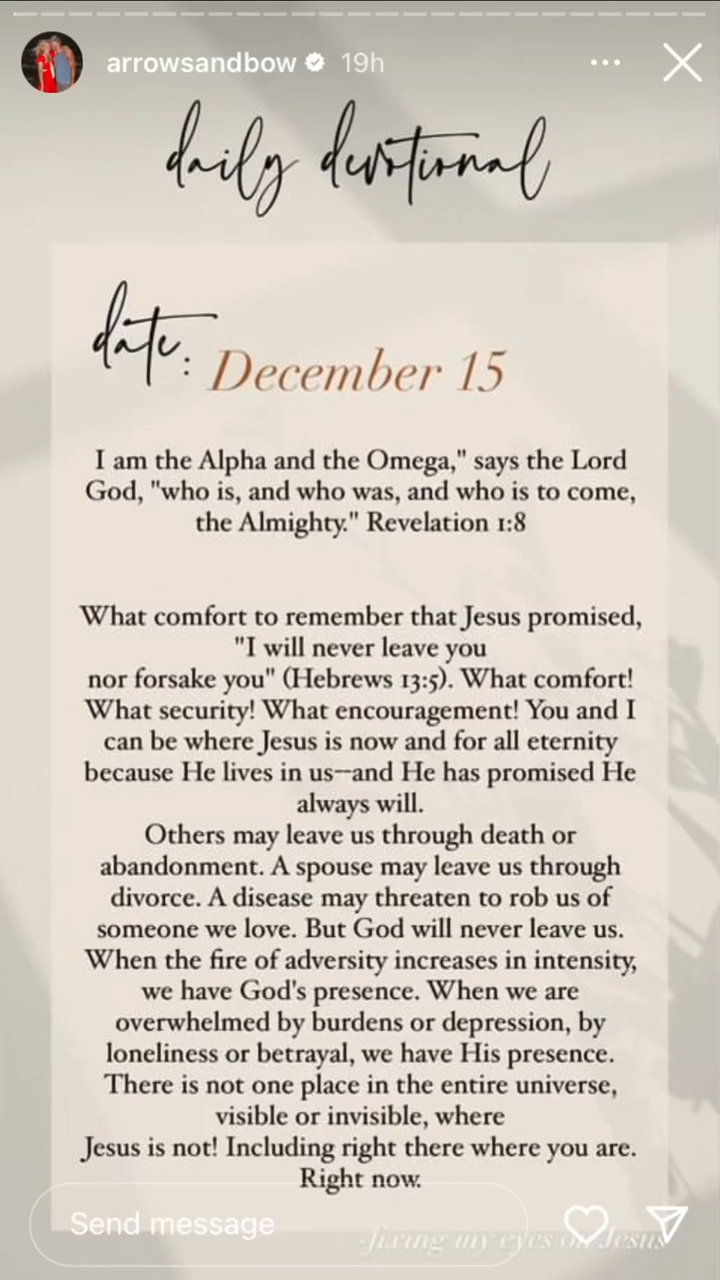 arrowsandbow 19h
daily devotional
date:
December 15
I am the Alpha and the Omega," says the Lord
God, "who is, and who was, and who is to come,
the Almighty." Revelation 1:8
What comfort to remember that Jesus promised,
"I will never leave you
nor forsake you" (Hebrews 13:5). What comfort!
What security! What encouragement! You and I
can be where Jesus is now and for all eternity
because He lives in us--and He has promised He
always will.
Others may leave us through death or
abandonment. A spouse may leave us through
divorce. A disease may threaten to rob us of
someone we love. But God will never leave us.
When the fire of adversity increases in intensity,
we have God's presence. When we are
overwhelmed by burdens or depression, by
loneliness or betrayal, we have His presence.
There is not one place in the entire universe,
visible or invisible, where
Jesus is not! Including right there where you are.
Right now.
Send message
-fixing my eyes on Jesus